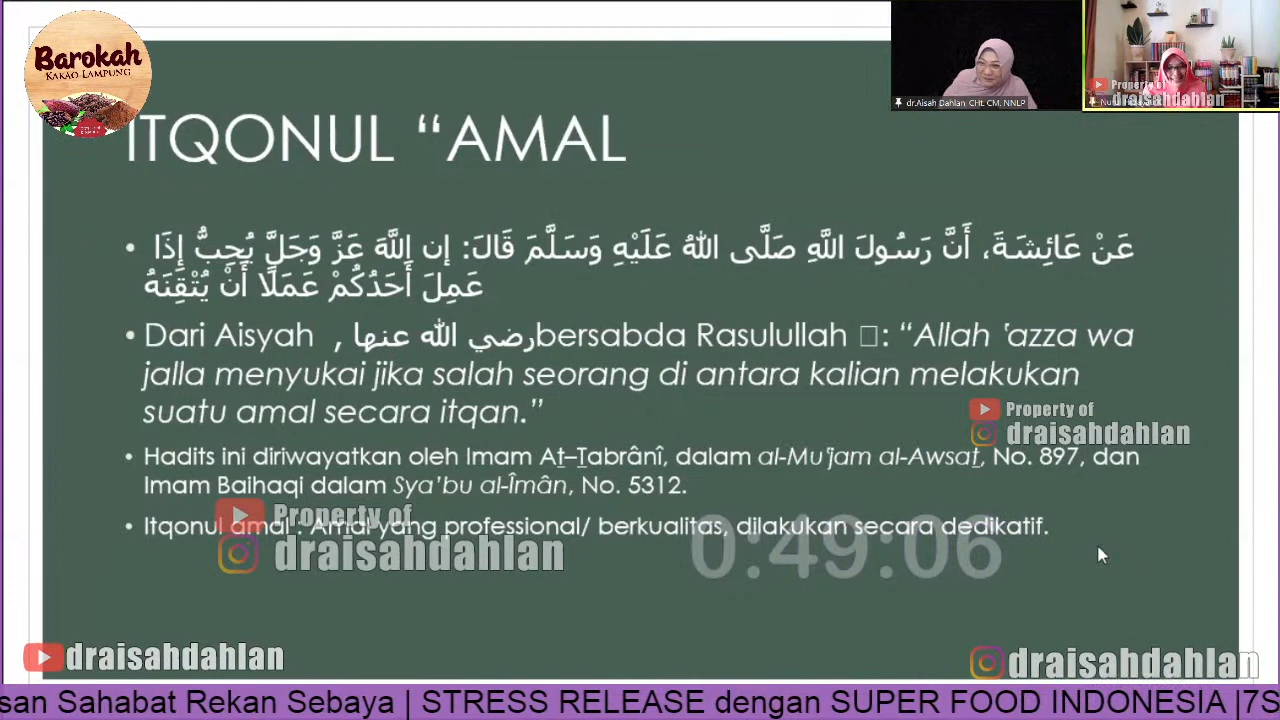 Barokah
KAKAO LAMPUNG
dr.Aisah Dahlan, CHt. CM, NNLP
Property of
draisahdahlan
ITQONUL “AMAL
• عَنْ عَائِشَةَ، أَنَّ رَسُولَ اللَّهِ صَلَّى اللهُ عَلَيْهِ وَسَلَّمَ قَالَ: إن اللَّهَ عَزَّ وَجَلَّ يُحِبُّ إِذَا
عَمِلَ أَحَدُكُمْ عَمَلًا أَنْ يُتْقِنَهُ
• Dari Aisyah , رضي الله عنهاbersabda Rasulullah : “Allah ‘azza wa
jalla menyukai jika salah seorang di antara kalian melakukan
suatu amal secara itqan.”
Property of
draisahdahlan
• Hadits ini diriwayatkan oleh Imam Aṯ–Ṯabrânî, dalam al-Mu’jam al-Awsaṯ, No. 897, dan
Imam Baihaqi dalam Sya’bu al-Îmân, No. 5312.
• Itqonul amal : Amal yang professional/ berkualitas, dilakukan secara dedikatif.
Property of
draisahdahlan
0:49:06
draisahdahlan
draisahdahlan
san Sahabat Rekan Sebaya | STRESS RELEASE dengan SUPER FOOD INDONESIA |7S